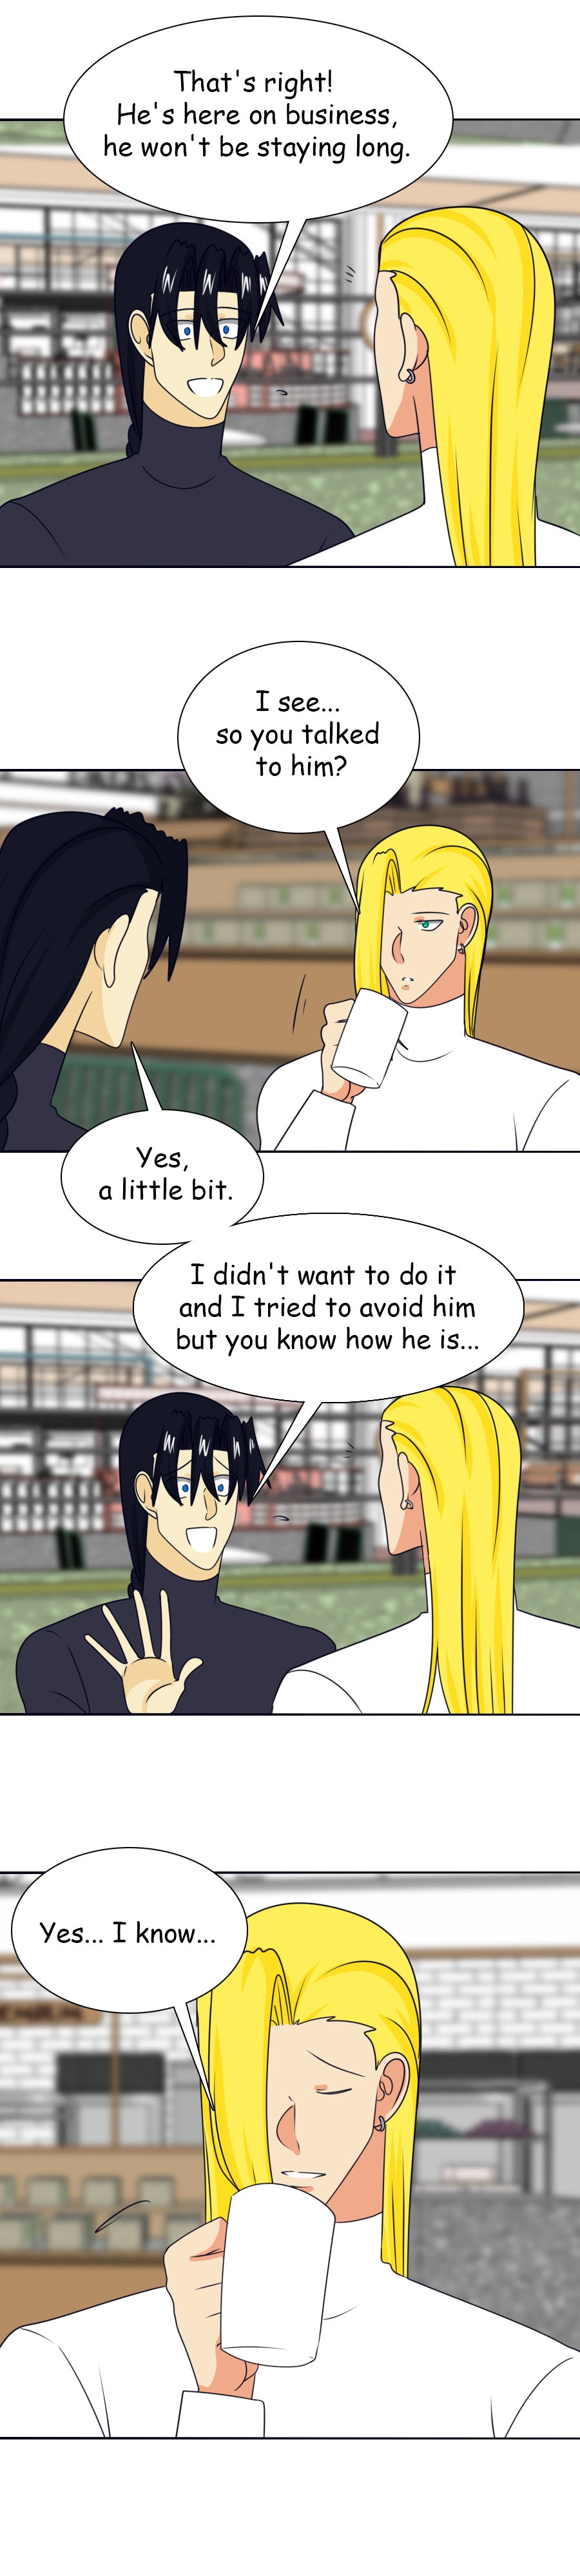 That's right!
He's here on business,
he won't be staying long.
I see...
so you talked
to him?
Yes,
a little bit.
I didn't want to do it
and I tried to avoid him
but you know how he is...
Yes... I know...